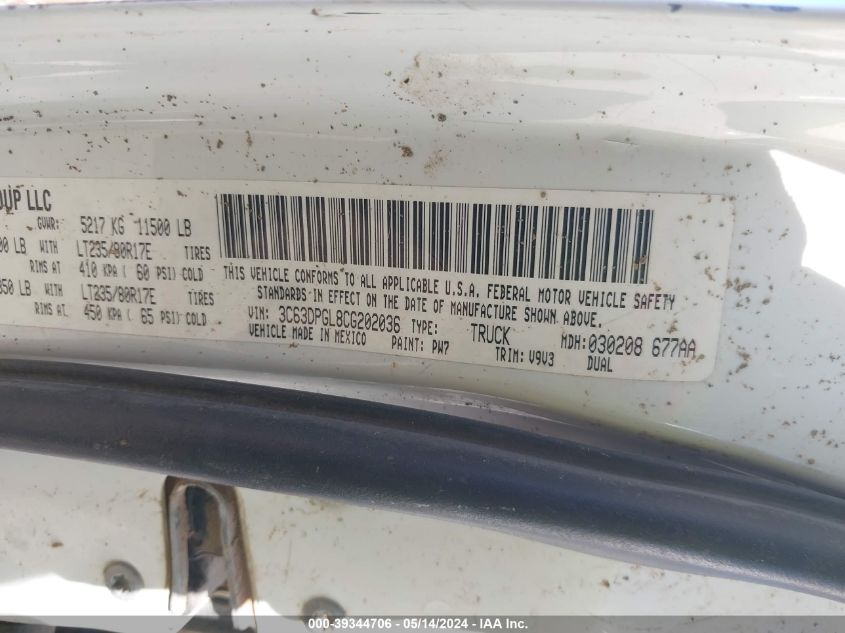 OUP LLC
GVWR: 5217 KG 11500 LB
00 LB WITH LT235/80R17E TIRES
RIMS AT 410 KPA ( 60 PSI) COLD
350 LB WITH LT235/80R17E TIRES
RIMS AT 450 KPA ( 65 PSI) COLD
THIS VEHICLE CONFORMS TO ALL APPLICABLE U.S.A. FEDERAL MOTOR VEHICLE SAFETY
STANDARDS IN EFFECT ON THE DATE OF MANUFACTURE SHOWN ABOVE.
VIN: 3C63DPGL8CG202036 TYPE: TRUCK MDH: 030208 677AA
VEHICLE MADE IN MEXICO PAINT: PW7 TRIM: V9V3 DUAL
000-39344706 - 05/14/2024 - IAA Inc.